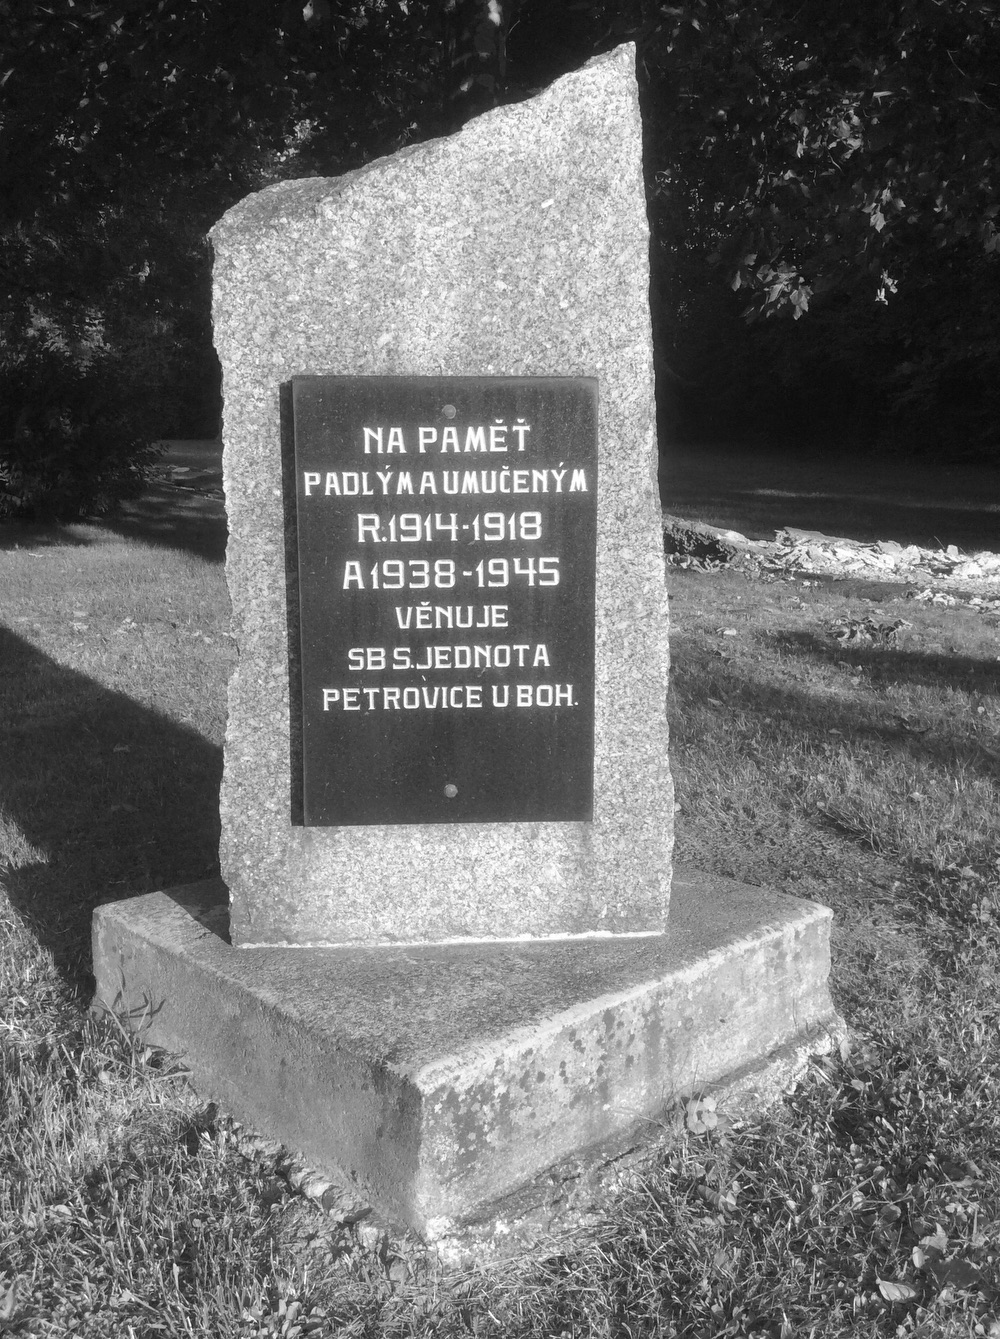 NA PAMĚŤ
PADLÝM A UMUČENÝM
R.1914-1918
A 1938-1945
VĚNUJE
SB S.JEDNOTA
PETROVICE U BOH.